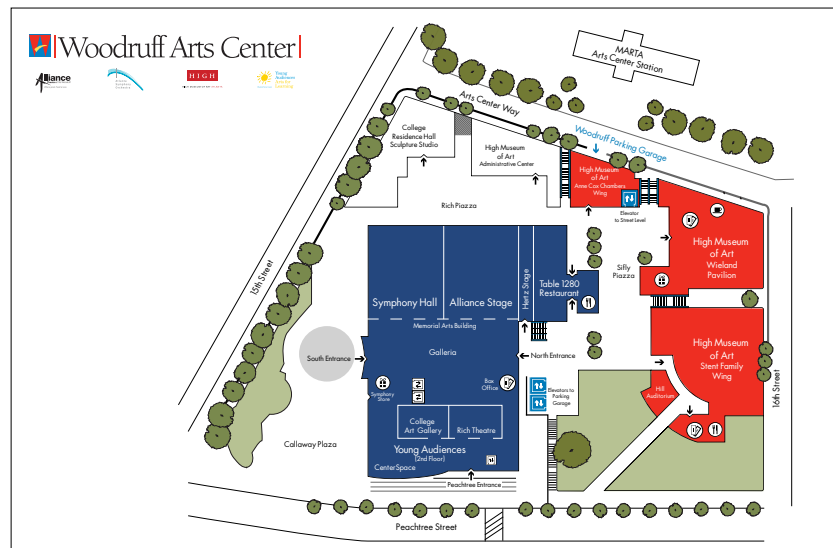 Woodruff Arts Center
Alliance
HIGH
Young
Audiences
MARTA
Arts Center Station
Arts Center Way
Woodruff Parking Garage
College
Residence Hall
Sculpture Studio
High Museum
of Art
Administrative Center
High Museum
of Art
Anne Cox Chambers
Wing
Elevator
to Street Level
Rich Piazza
15th Street
High Museum
of Art
Wieland
Pavilion
Sifly
Piazza
Symphony Hall
Alliance Stage
Hertz Stage
Table 1280
Restaurant
Memorial Arts Building
Galleria
South Entrance
North Entrance
High Museum
of Art
Stent Family
Wing
16th Street
Symphony
Store
Box
Office
Elevators to
Parking
Garage
Hill
Auditorium
College
Art Gallery
Rich Theatre
Callaway Plaza
Young Audiences
(2nd Floor)
CenterSpace
Peachtree Entrance
Peachtree Street